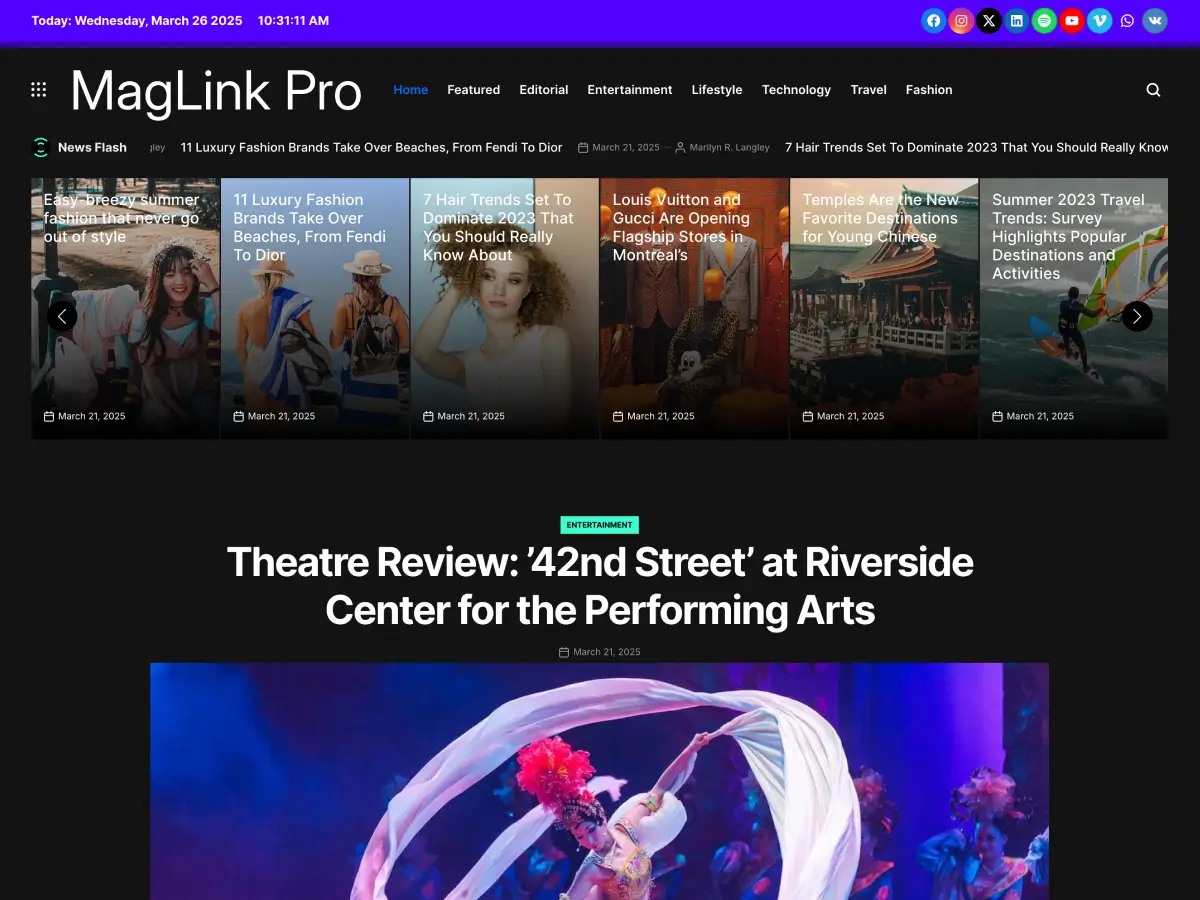 Today: Wednesday, March 26 2025 10:31:11 AM
MagLink Pro
Home Featured Editorial Entertainment Lifestyle Technology Travel Fashion
News Flash gley 11 Luxury Fashion Brands Take Over Beaches, From Fendi To Dior March 21, 2025 — Marilyn R. Langley 7 Hair Trends Set To Dominate 2023 That You Should Really Know
Easy-breezy summer
fashion that never go
out of style
March 21, 2025
11 Luxury Fashion
Brands Take Over
Beaches, From Fendi
To Dior
March 21, 2025
7 Hair Trends Set To
Dominate 2023 That
You Should Really
Know About
March 21, 2025
Louis Vuitton and
Gucci Are Opening
Flagship Stores in
Montreal's
March 21, 2025
Temples Are the New
Favorite Destinations
for Young Chinese
March 21, 2025
Summer 2023 Travel
Trends: Survey
Highlights Popular
Destinations and
Activities
March 21, 2025
ENTERTAINMENT
Theatre Review: ’42nd Street’ at Riverside
Center for the Performing Arts
March 21, 2025